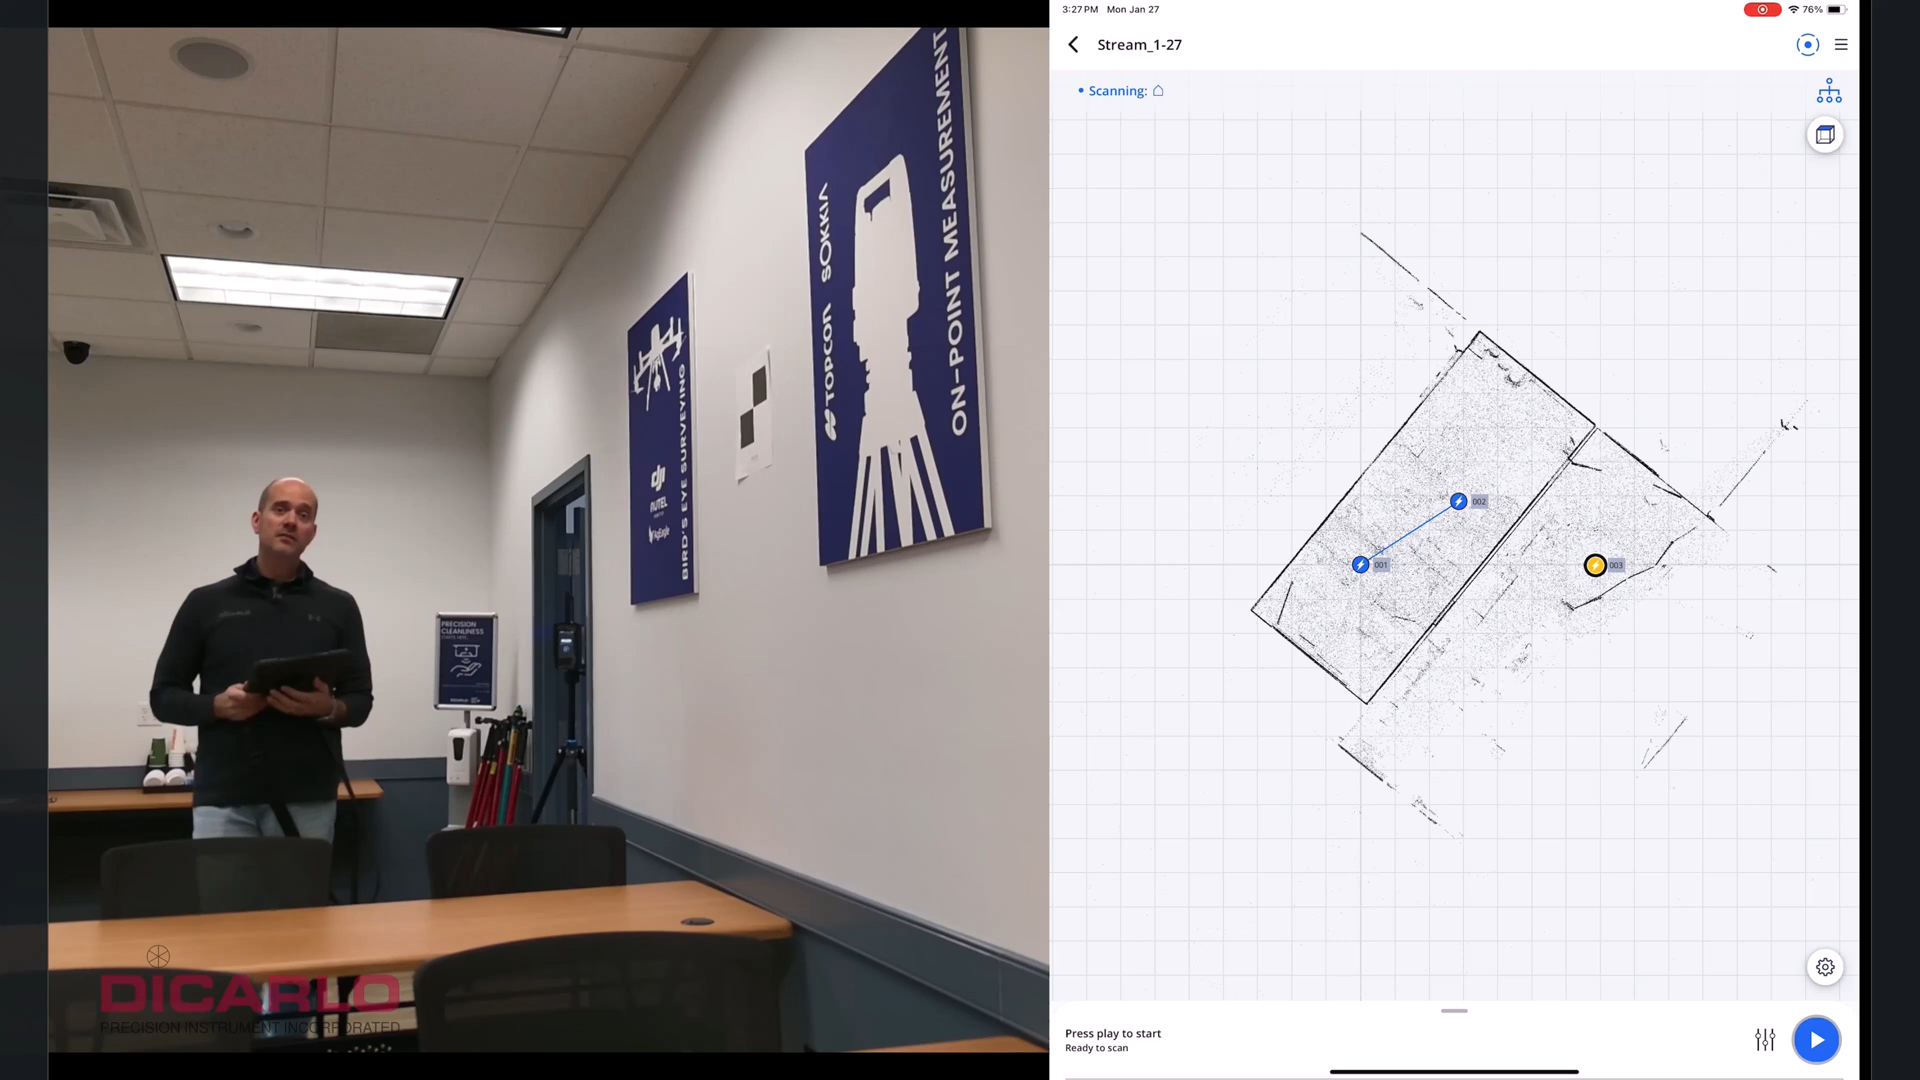 3:27 PM Mon Jan 27
76%
Stream_1-27
Scanning:
002
001
003
Press play to start
Ready to scan
TOPCON SOKKIA
ON-POINT MEASUREMENT
BIRD'S EYE SURVEYING
dji
AUTEL
AgEagle
PRECISION
CLEANLINESS
DICARLO
PRECISION INSTRUMENT INCORPORATED